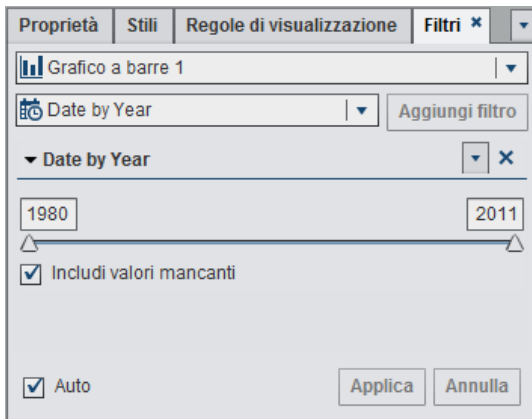 Proprietà Stili Regole di visualizzazione Filtri
Grafico a barre 1
Date by Year Aggiungi filtro
Date by Year
1980 2011
Includi valori mancanti
Auto Applica Annulla